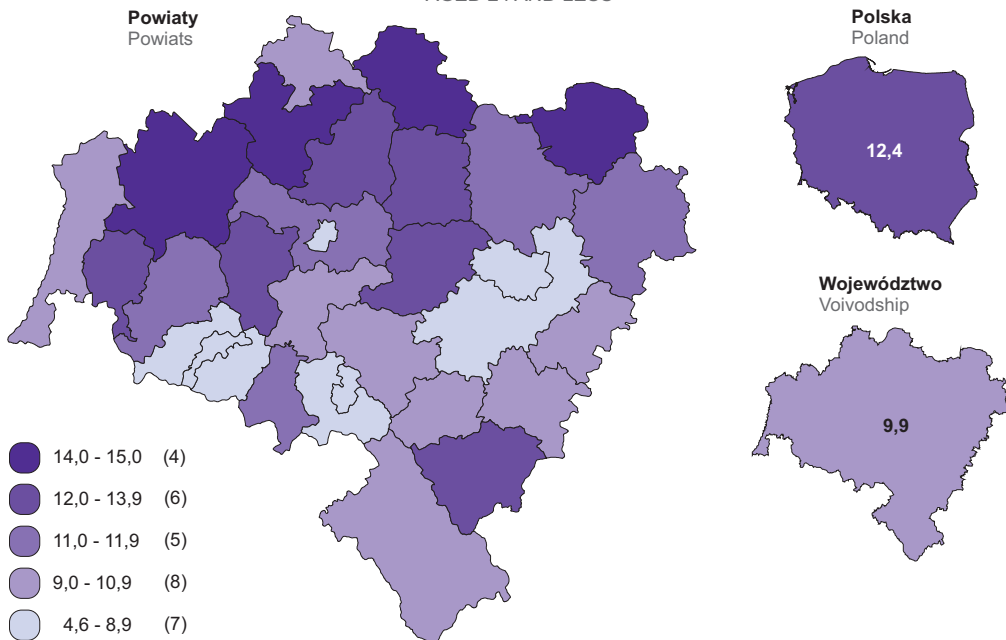 Powiaty
Powiats
Polska
Poland
12,4
Województwo
Voivodship
9,9
14,0 - 15,0 (4)
12,0 - 13,9 (6)
11,0 - 11,9 (5)
9,0 - 10,9 (8)
4,6 - 8,9 (7)